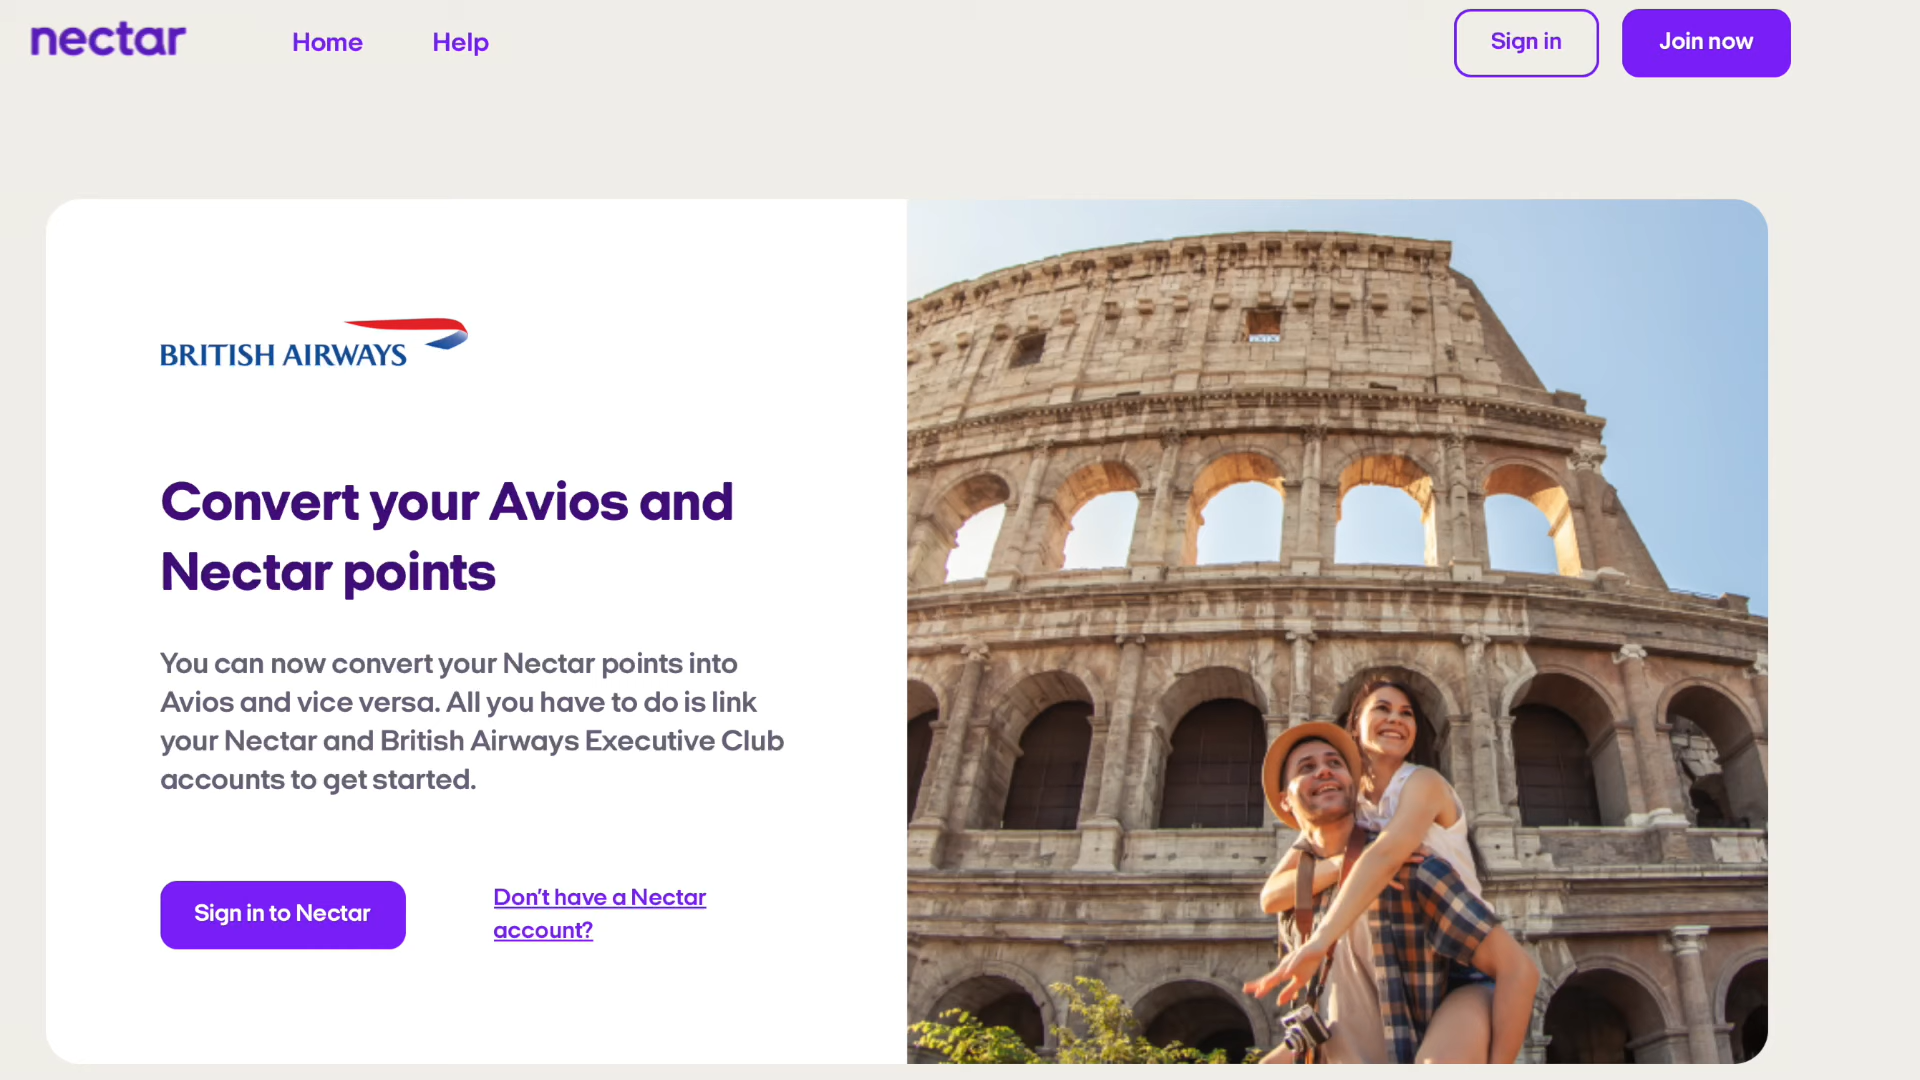 nectar
Home
Help
Sign in
Join now
BRITISH AIRWAYS
Convert your Avios and
Nectar points
You can now convert your Nectar points into
Avios and vice versa. All you have to do is link
your Nectar and British Airways Executive Club
accounts to get started.
Sign in to Nectar
Don't have a Nectar
account?